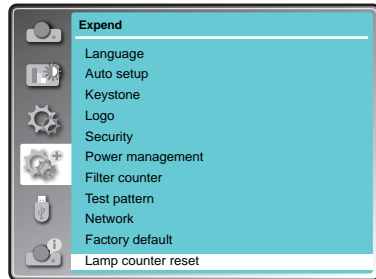 Expend
Language
Auto setup
Keystone
Logo
Security
Power management
Filter counter
Test pattern
Network
Factory default
Lamp counter reset